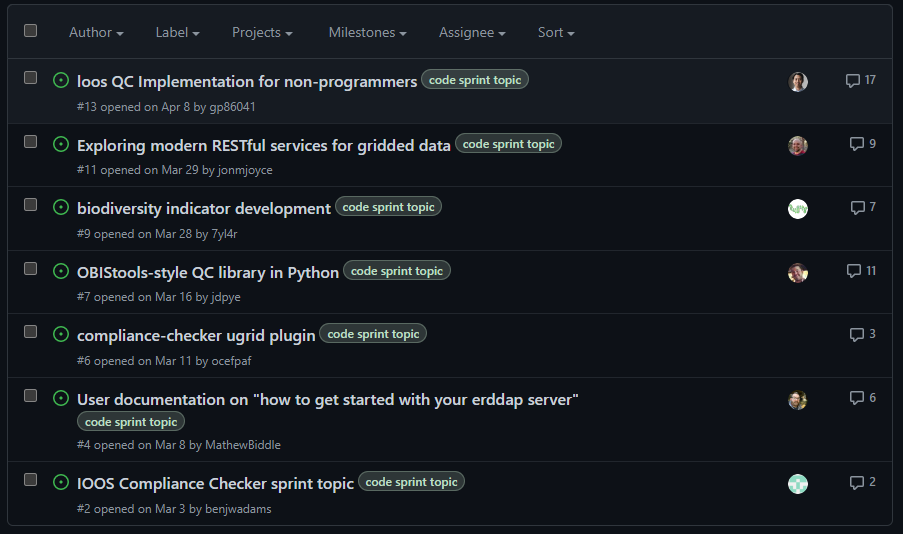 Author Label Projects Milestones Assignee Sort
Ioos QC Implementation for non-programmers code sprint topic 17
#13 opened on Apr 8 by gp86041
Exploring modern RESTful services for gridded data code sprint topic 9
#11 opened on Mar 29 by jonmjoyce
biodiversity indicator development code sprint topic 7
#9 opened on Mar 28 by 7yl4r
OBIStools-style QC library in Python code sprint topic 11
#7 opened on Mar 16 by jdpye
compliance-checker ugrid plugin code sprint topic 3
#6 opened on Mar 11 by ocefpaf
User documentation on "how to get started with your erddap server" 6
code sprint topic
#4 opened on Mar 8 by MathewBiddle
IOOS Compliance Checker sprint topic code sprint topic 2
#2 opened on Mar 3 by benjwadams